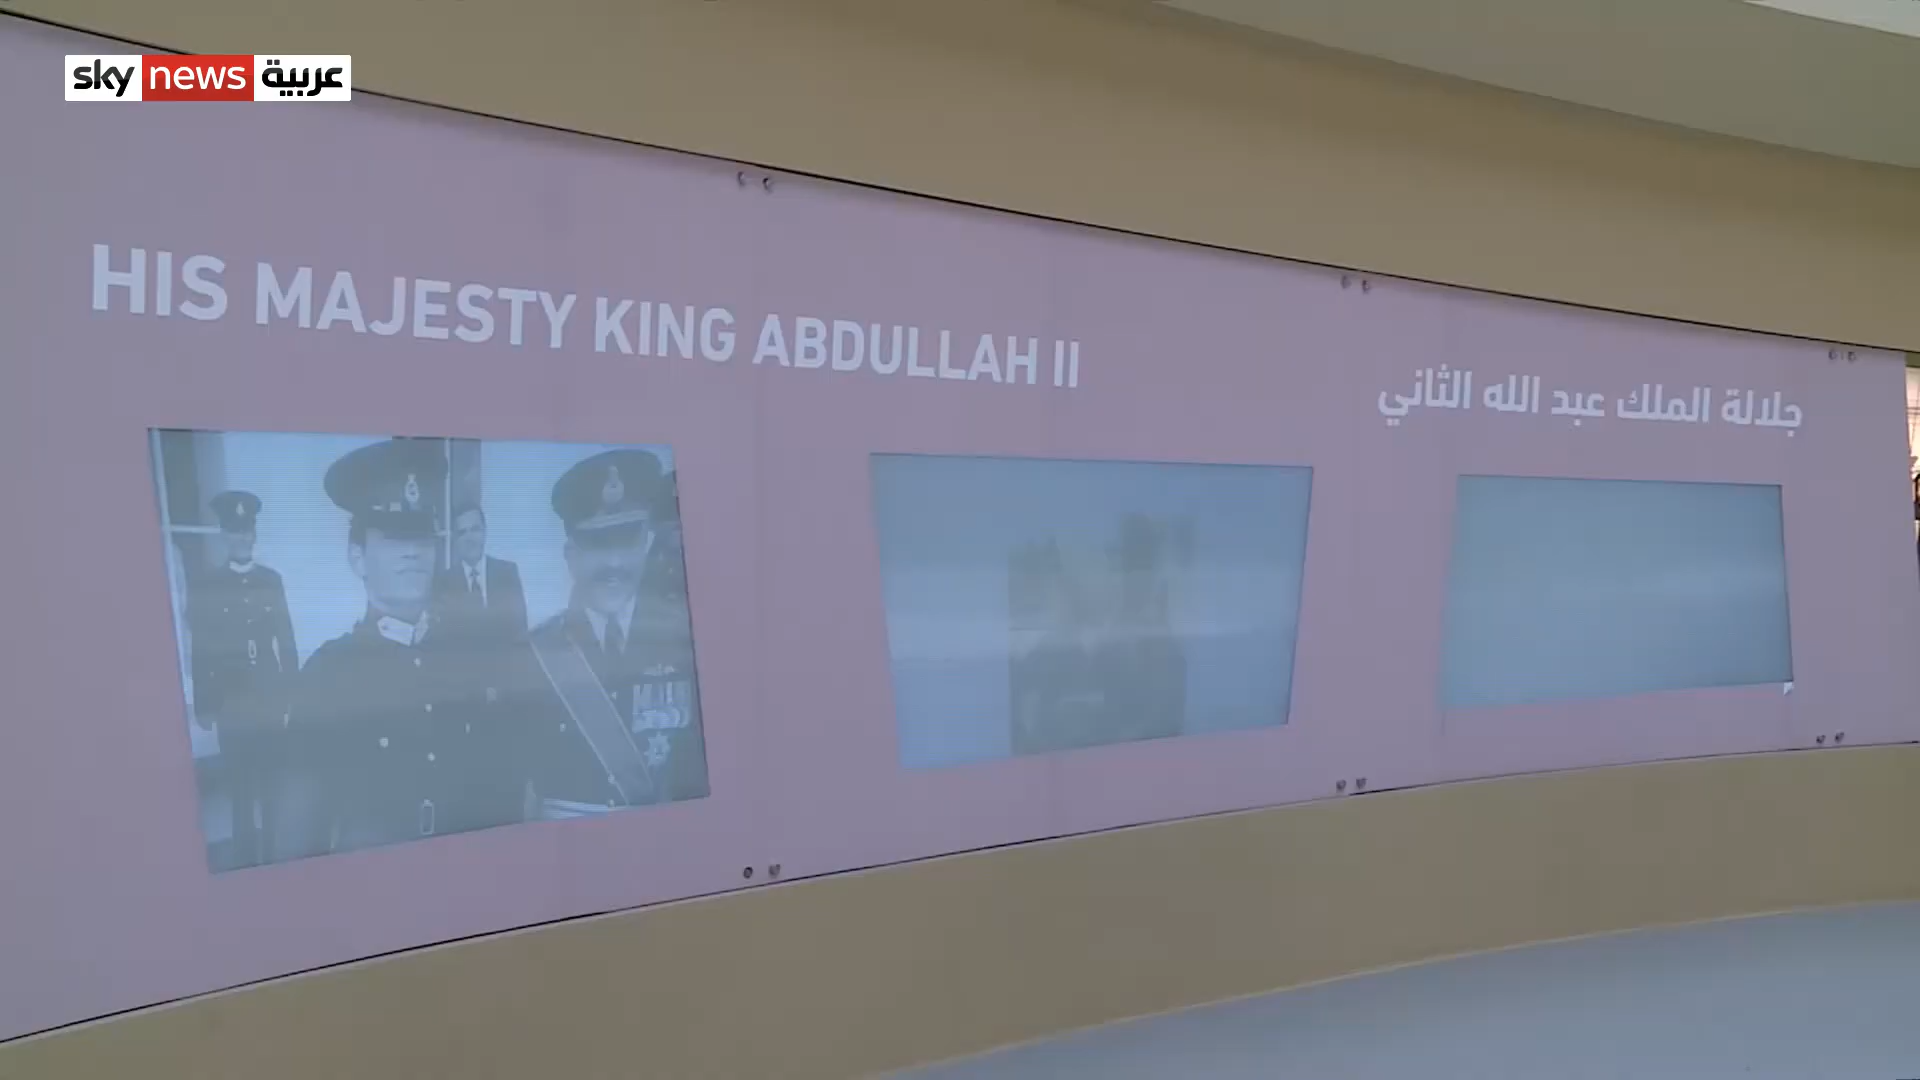 sky news عربية
HIS MAJESTY KING ABDULLAH II
جلالة الملك عبد الله الثاني